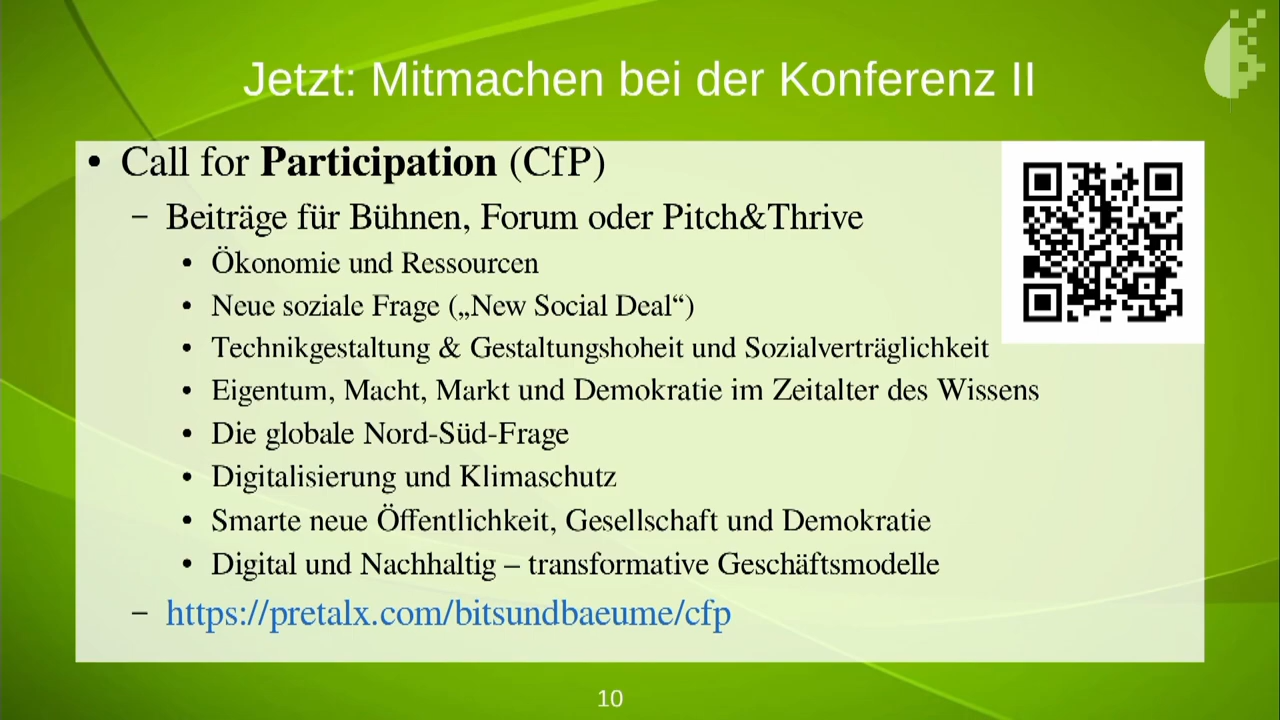 Jetzt: Mitmachen bei der Konferenz II
• Call for Participation (CfP)
– Beiträge für Bühnen, Forum oder Pitch&Thrive
• Ökonomie und Ressourcen
• Neue soziale Frage („New Social Deal“)
• Technikgestaltung & Gestaltungshoheit und Sozialverträglichkeit
• Eigentum, Macht, Markt und Demokratie im Zeitalter des Wissens
• Die globale Nord-Süd-Frage
• Digitalisierung und Klimaschutz
• Smarte neue Öffentlichkeit, Gesellschaft und Demokratie
• Digital und Nachhaltig – transformative Geschäftsmodelle
– https://pretalx.com/bitsundbaeume/cfp
10